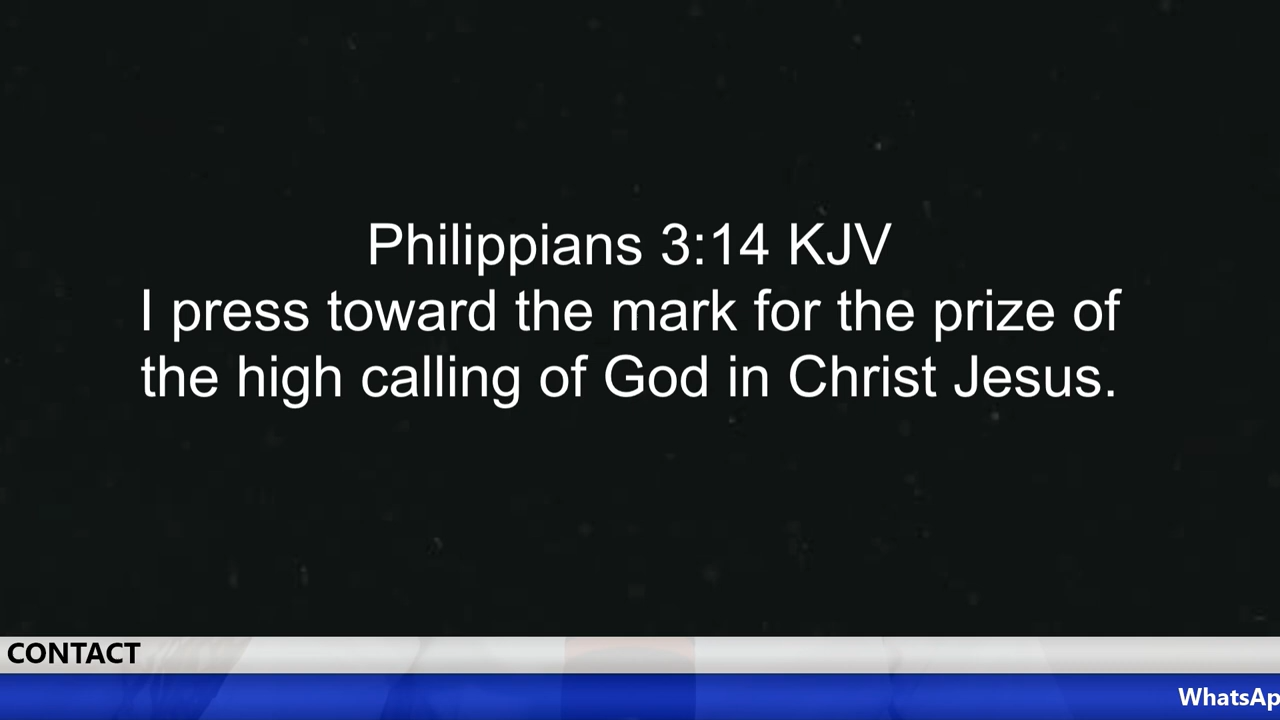 Philippians 3:14 KJV
I press toward the mark for the prize of
the high calling of God in Christ Jesus.
CONTACT
WhatsAp